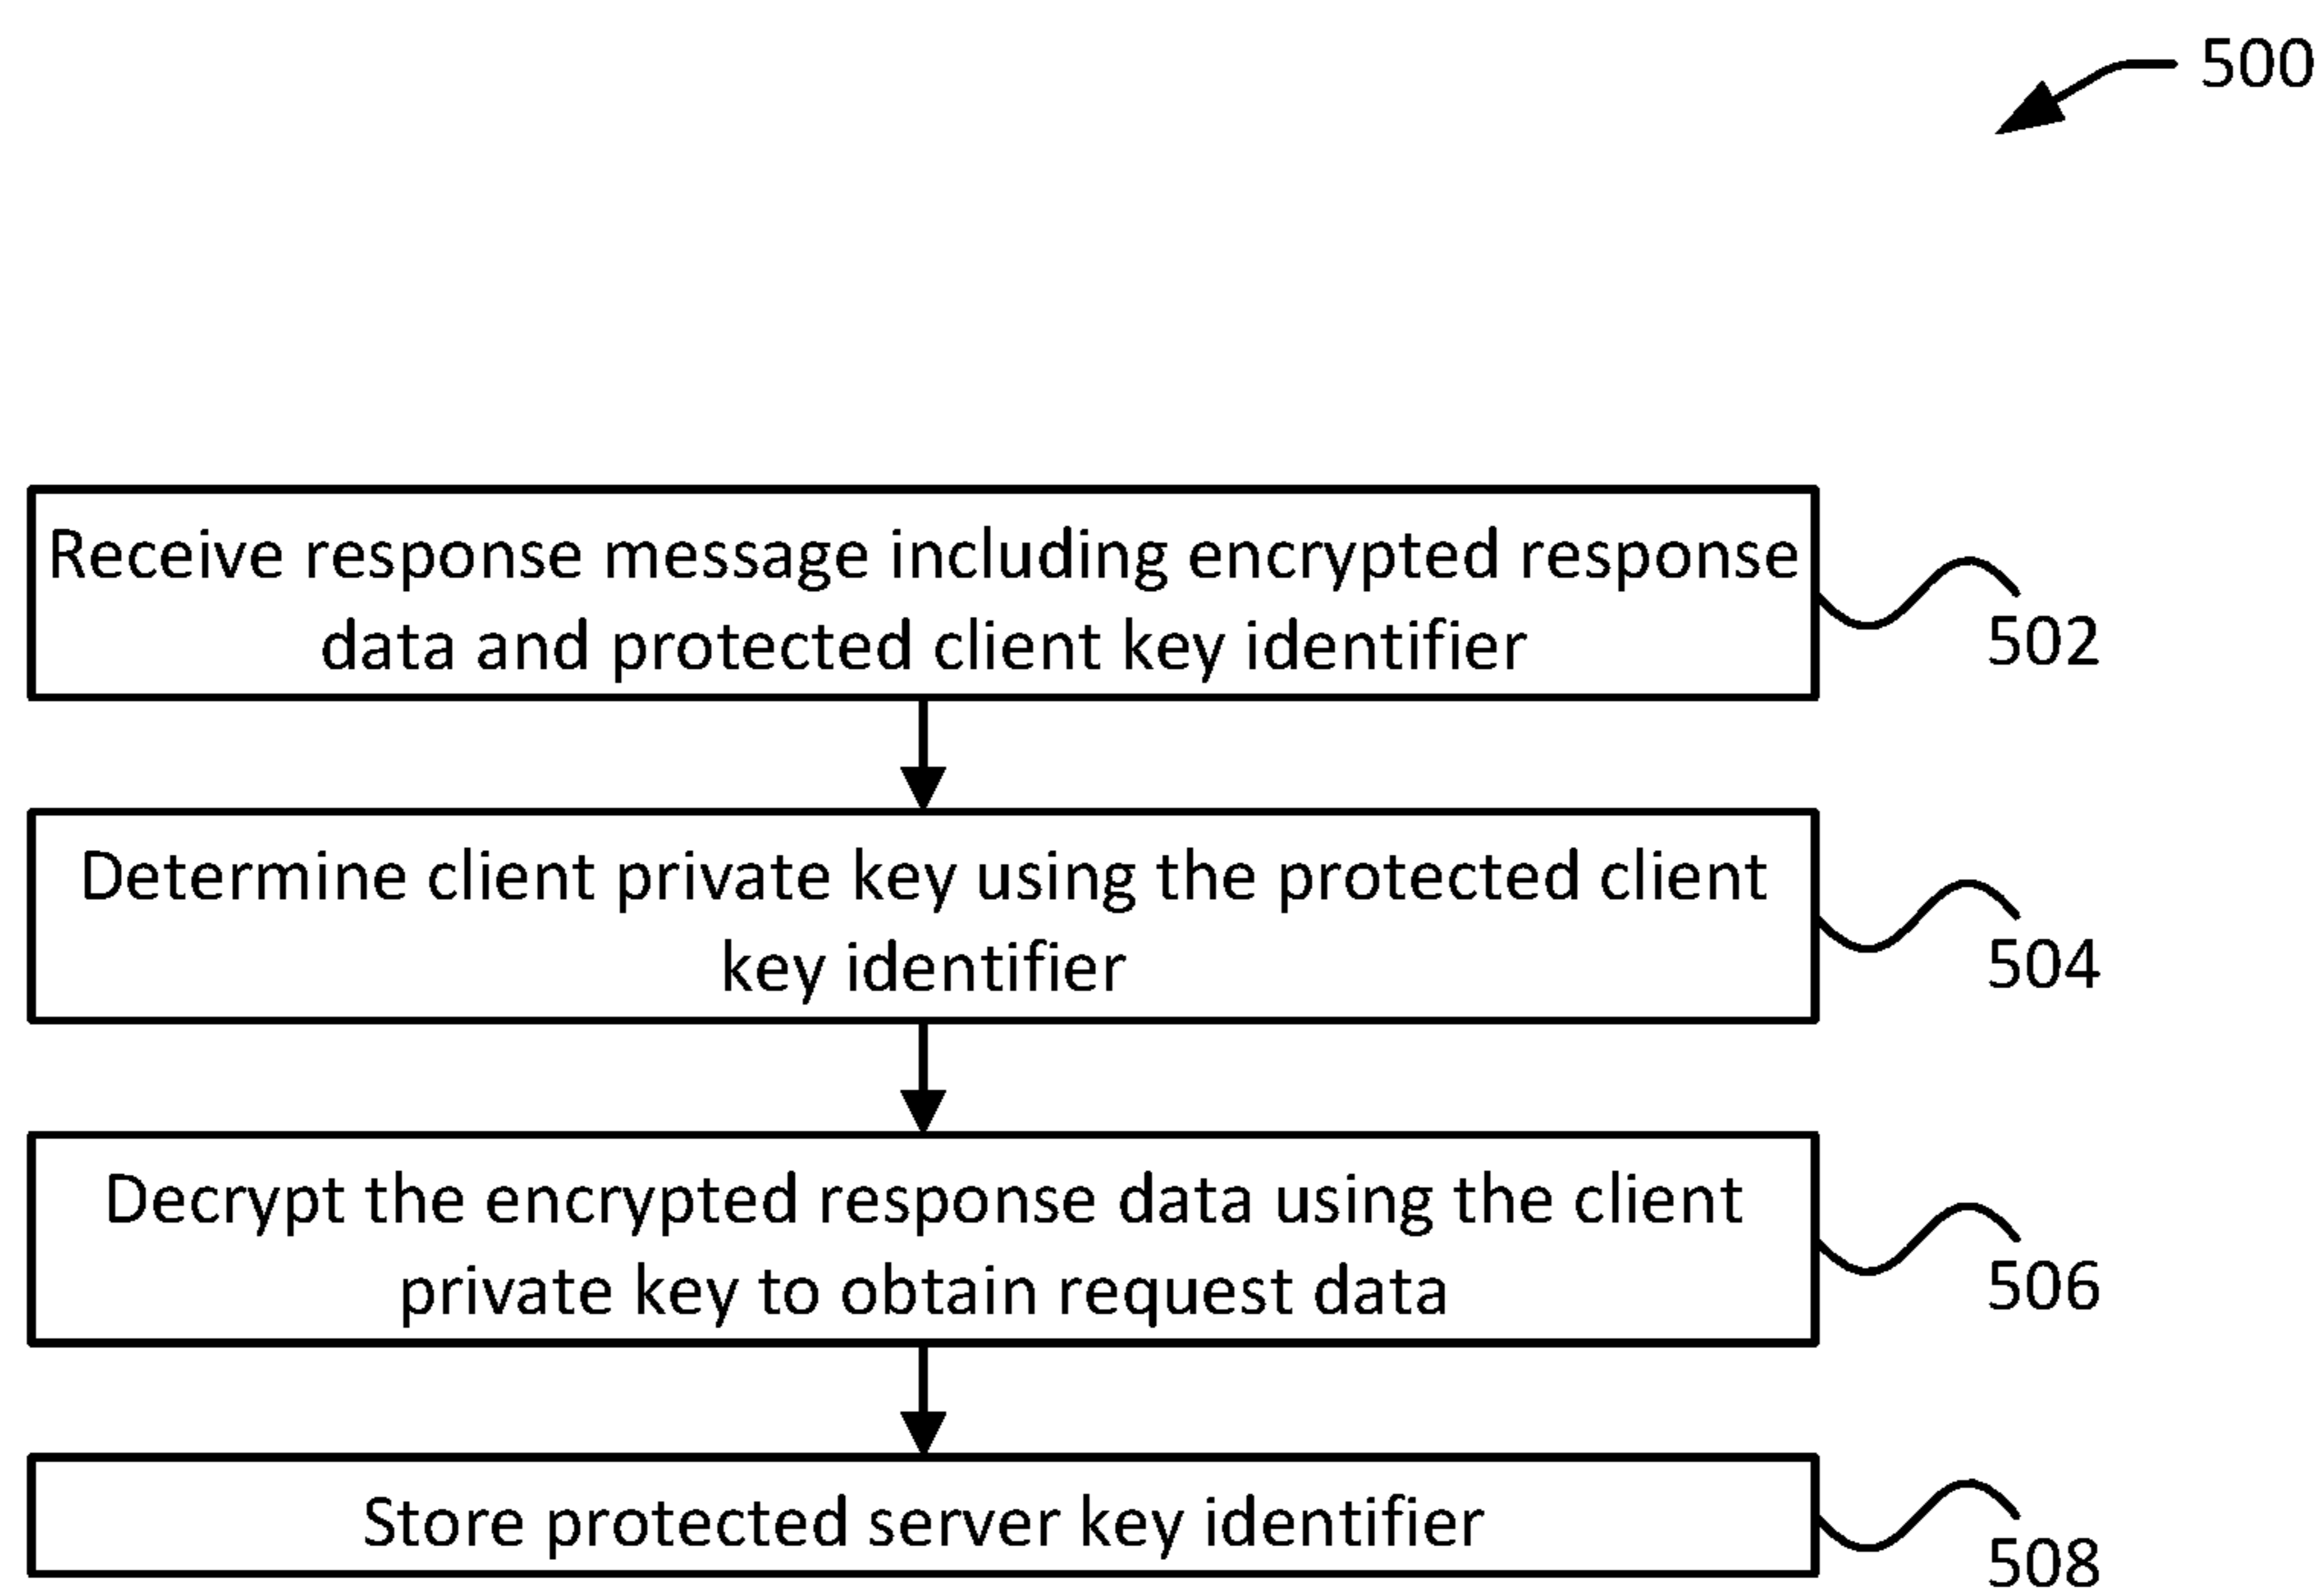 500
Receive response message including encrypted response
data and protected client key identifier
502
Determine client private key using the protected client
key identifier
504
Decrypt the encrypted response data using the client
private key to obtain request data
506
Store protected server key identifier
508